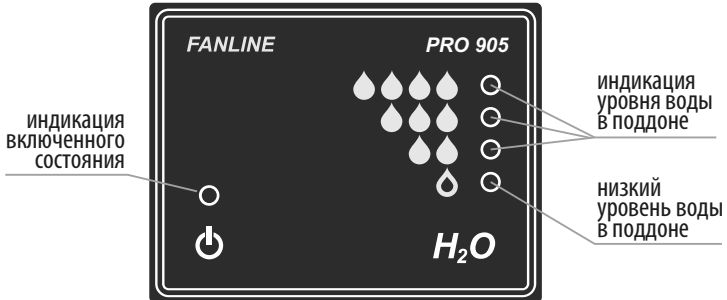 FANLINE
PRO 905
индикация
уровня воды
в поддоне
индикация
включенного
состояния
низкий
уровень воды
в поддоне
H₂O